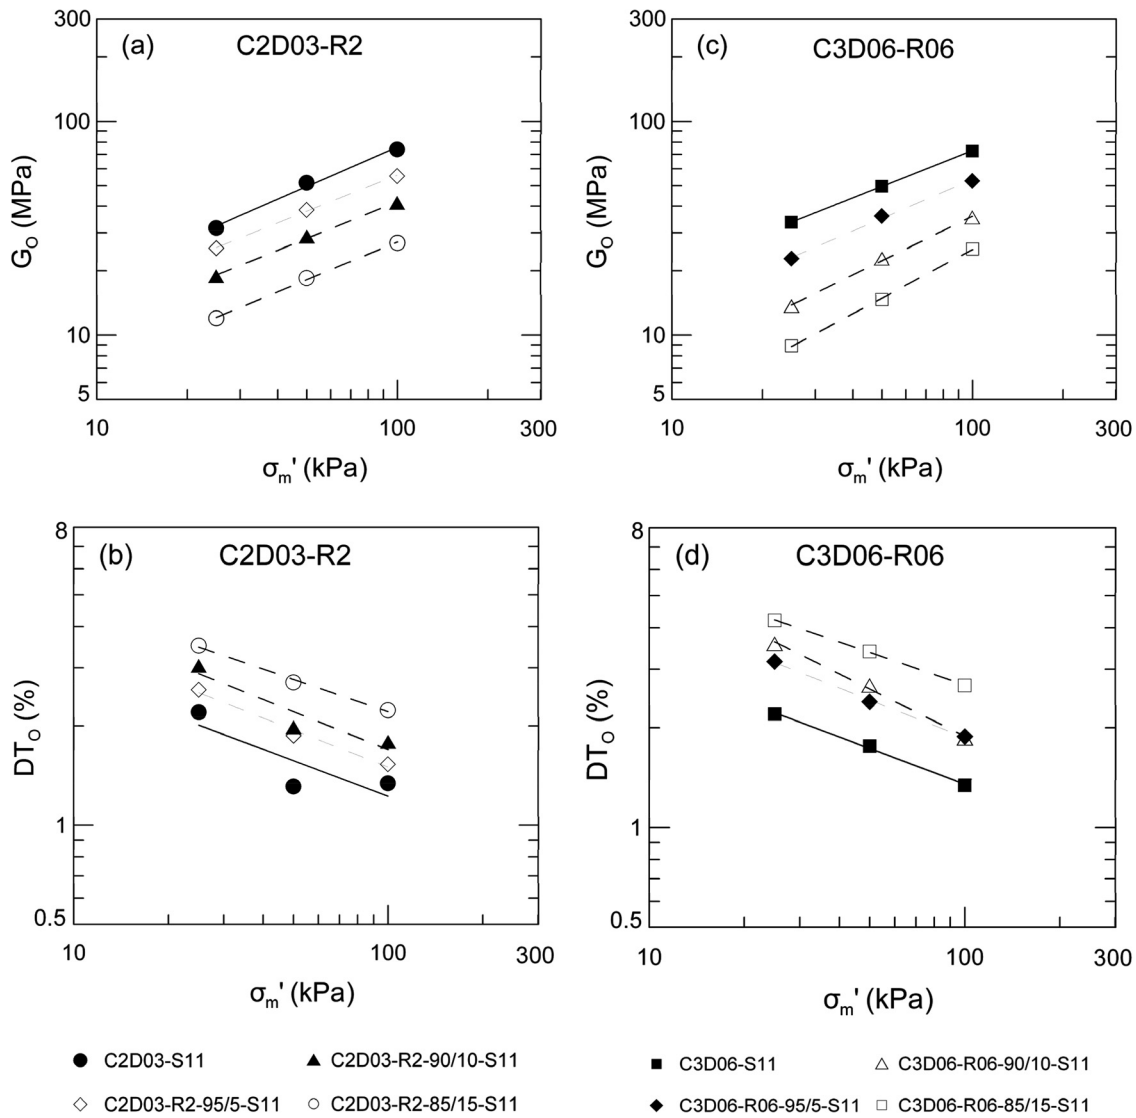 (a) C2D03-R2
300
100
10
5
G_O (MPa)
10 100 300
σ_m' (kPa)
(c) C3D06-R06
300
100
10
5
G_O (MPa)
10 100 300
σ_m' (kPa)
(b) C2D03-R2
8
1
0.5
DT_O (%)
10 100 300
σ_m' (kPa)
(d) C3D06-R06
8
1
0.5
DT_O (%)
10 100 300
σ_m' (kPa)
C2D03-S11
C2D03-R2-90/10-S11
C2D03-R2-95/5-S11
C2D03-R2-85/15-S11
C3D06-S11
C3D06-R06-90/10-S11
C3D06-R06-95/5-S11
C3D06-R06-85/15-S11